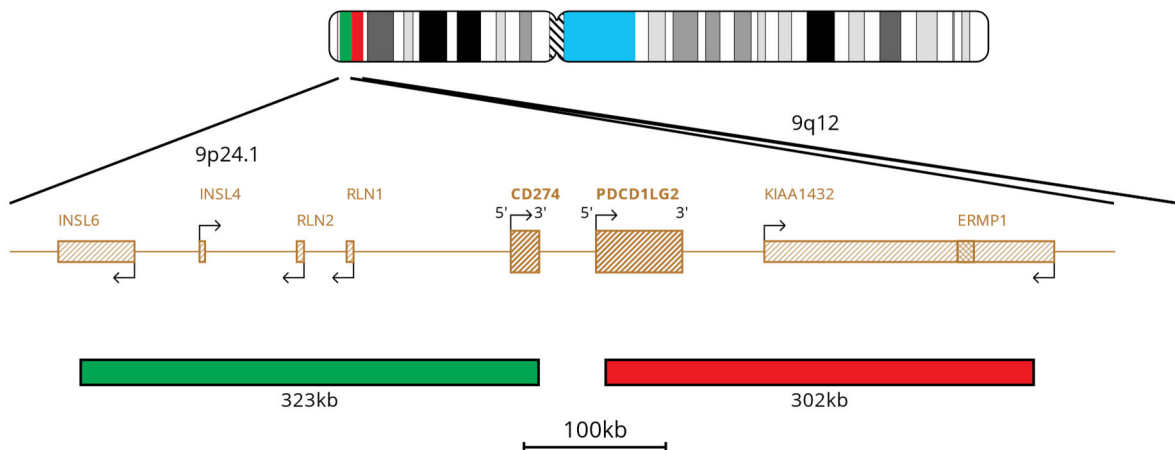 9q12
9p24.1
INSL4
RLN1
CD274
PDCD1LG2
KIAA1432
INSL6
RLN2
5' 3'
5' 3'
ERMP1
323kb
302kb
100kb